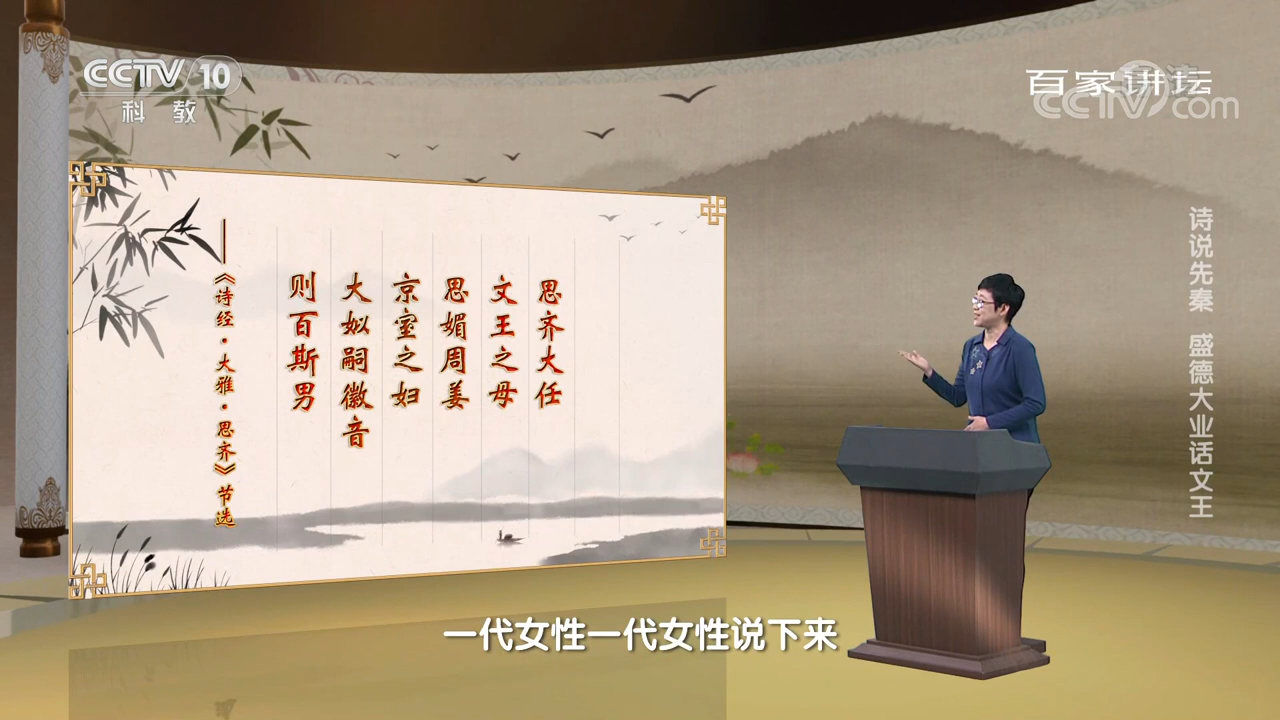 CCTV 10
科教
百家讲坛
CCTV.com
思齐大任
文王之母
思媚周姜
京室之妇
大姒嗣徽音
则百斯男
——《诗经·大雅·思齐》节选
诗说先秦 盛德大业话文王
一代女性一代女性说下来